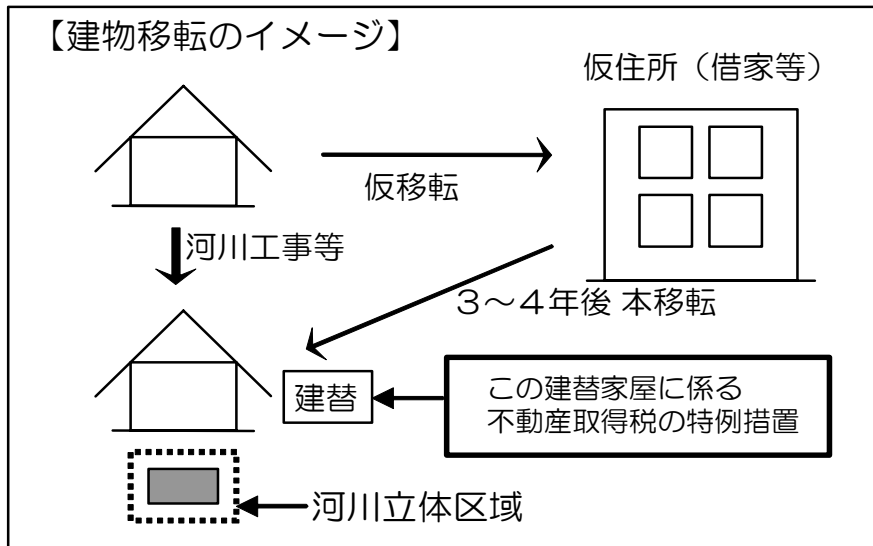 【建物移転のイメージ】
仮住所（借家等）
仮移転
河川工事等
３～４年後 本移転
建替
この建替家屋に係る
不動産取得税の特例措置
河川立体区域